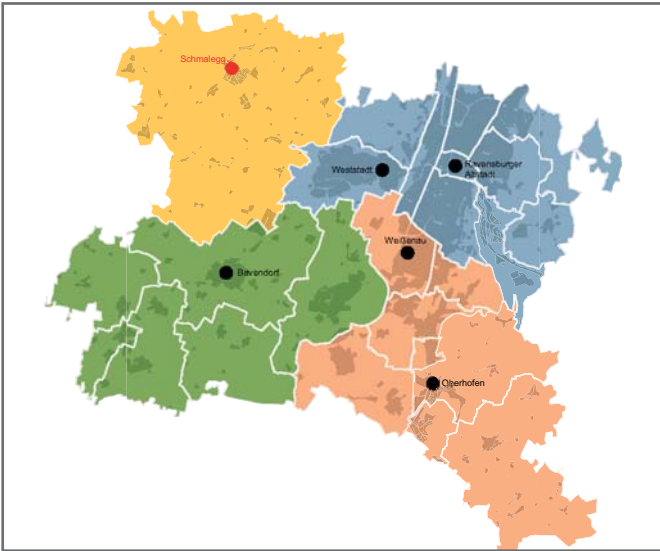 Schmalegg
Weststadt
Ravensburger
Altstadt
Weißenau
Bavendorf
Oberhofen